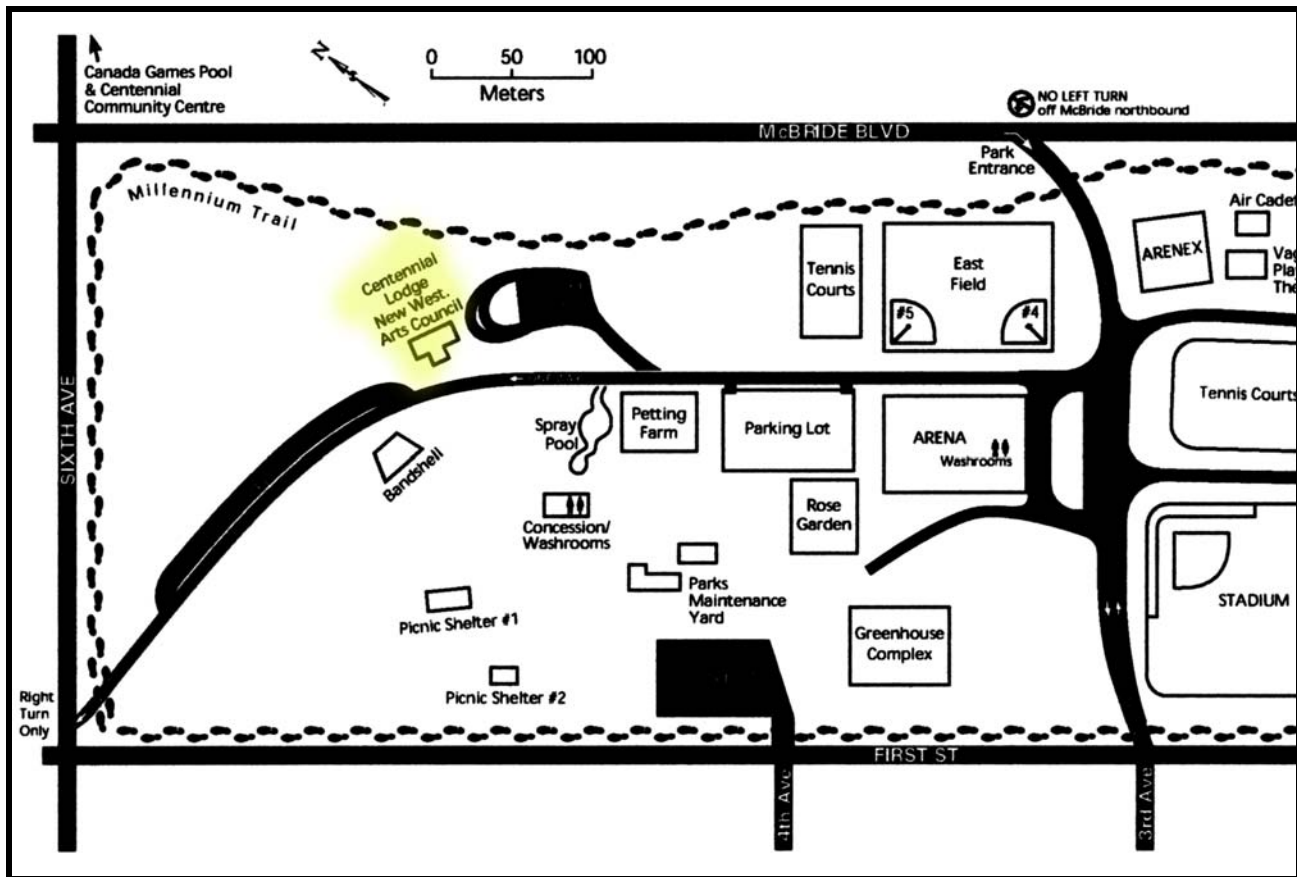 N
0 50 100
Meters
Canada Games Pool
& Centennial
Community Centre
NO LEFT TURN
off McBride northbound
McBRIDE BLVD
Park
Entrance
Millennium Trail
Air Cadet
ARENEX
Centennial
Lodge
New West.
Arts Council
Tennis
Courts
East
Field
#5
#4
SIXTH AVE
Tennis Courts
Spray
Pool
Petting
Farm
Parking Lot
ARENA
Washrooms
Bandshell
Concession/
Washrooms
Rose
Garden
Parks
Maintenance
Yard
Picnic Shelter #1
STADIUM
Greenhouse
Complex
Picnic Shelter #2
Right
Turn
Only
FIRST ST
4th Ave
3rd Ave